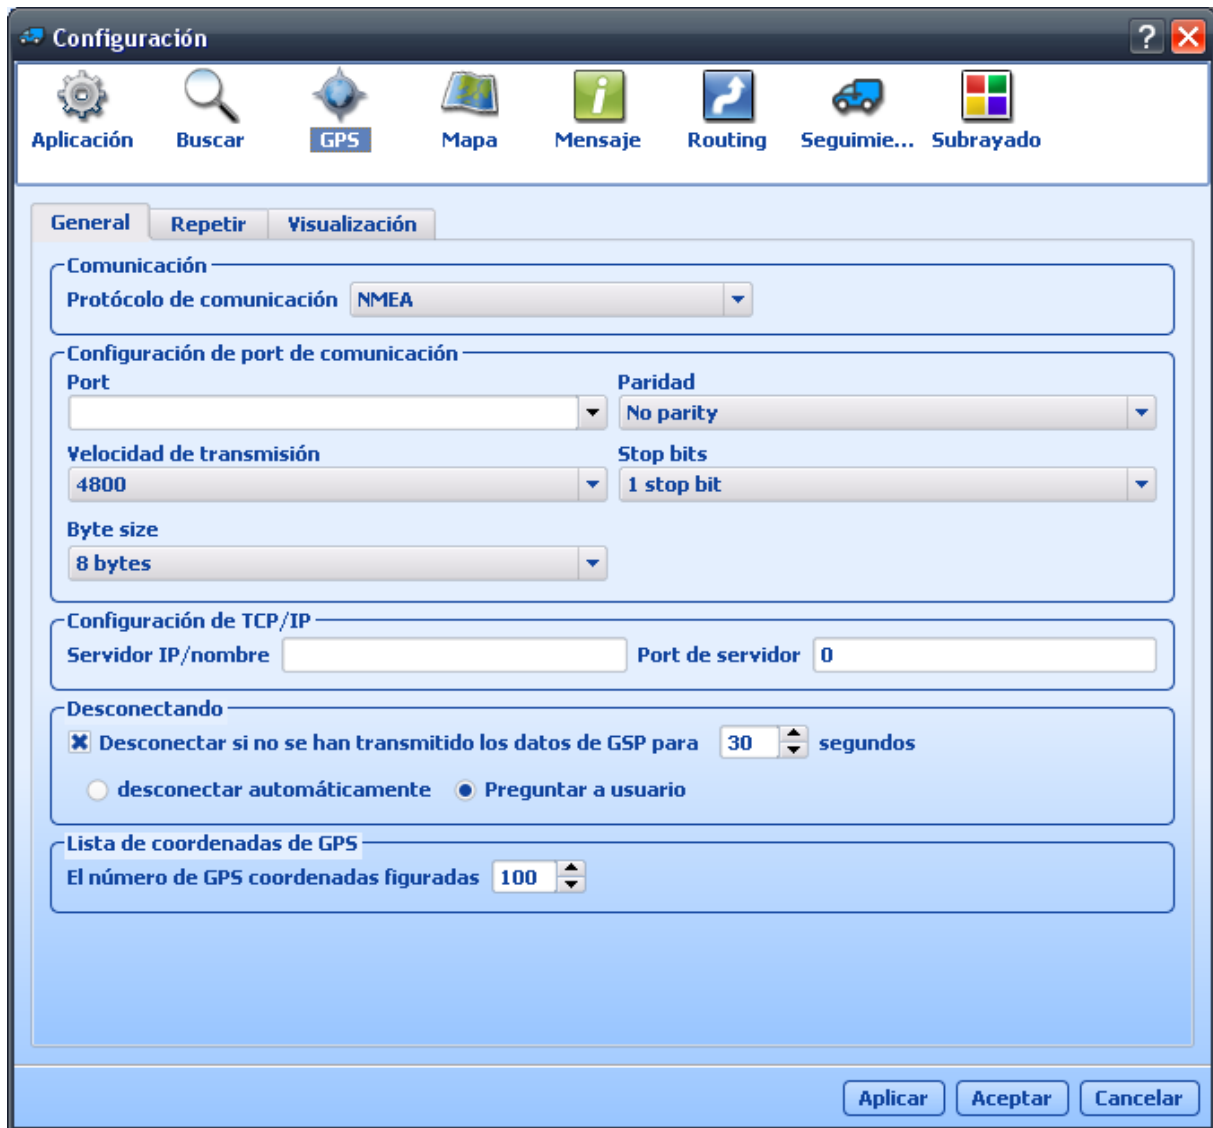 Configuración
Aplicación Buscar GPS Mapa Mensaje Routing Seguimie... Subrayado
General Repetir Visualización
Comunicación
Protócolo de comunicación NMEA
Configuración de port de comunicación
Port Paridad
No parity
Velocidad de transmisión Stop bits
4800 1 stop bit
Byte size
8 bytes
Configuración de TCP/IP
Servidor IP/nombre Port de servidor 0
Desconectando
Desconectar si no se han transmitido los datos de GSP para 30 segundos
desconectar automáticamente Preguntar a usuario
Lista de coordenadas de GPS
El número de GPS coordenadas figuradas 100
Aplicar Aceptar Cancelar